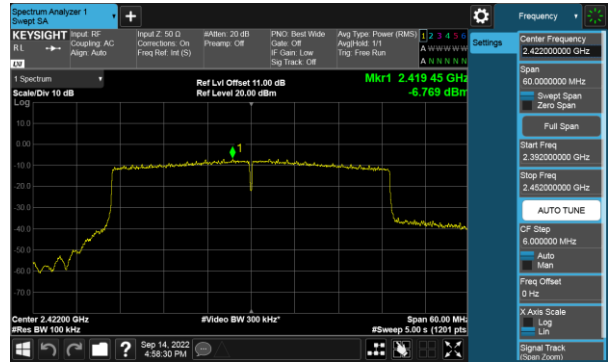 Spectrum Analyzer 1
Swept SA
+
Frequency
KEYSIGHT
RL
LXI
Input: RF
Coupling: AC
Align: Auto
Input Z: 50 Ω
Corrections: On
Freq Ref: Int (S)
#Atten: 20 dB
Preamp: Off
PNO: Best Wide
Gate: Off
IF Gain: Low
Sig Track: Off
Avg Type: Power (RMS)
Avg|Hold: 1/1
Trig: Free Run
1 2 3 4 5 6
A W W W W W
A N N N N N
1 Spectrum
Scale/Div 10 dB
Log
Ref Lvl Offset 11.00 dB
Ref Level 20.00 dBm
Mkr1 2.419 45 GHz
-6.769 dBm
10.0
0.00
-10.0
-20.0
-30.0
-40.0
-50.0
-60.0
-70.0
1
Center 2.42200 GHz
#Res BW 100 kHz
#Video BW 300 kHz*
Span 60.00 MHz
#Sweep 5.00 s (1201 pts)
Sep 14, 2022
4:58:30 PM
Settings
Center Frequency
2.422000000 GHz
Span
60.0000000 MHz
Swept Span
Zero Span
Full Span
Start Freq
2.392000000 GHz
Stop Freq
2.452000000 GHz
AUTO TUNE
CF Step
6.000000 MHz
Auto
Man
Freq Offset
0 Hz
X Axis Scale
Log
Lin
Signal Track
(Span Zoom)